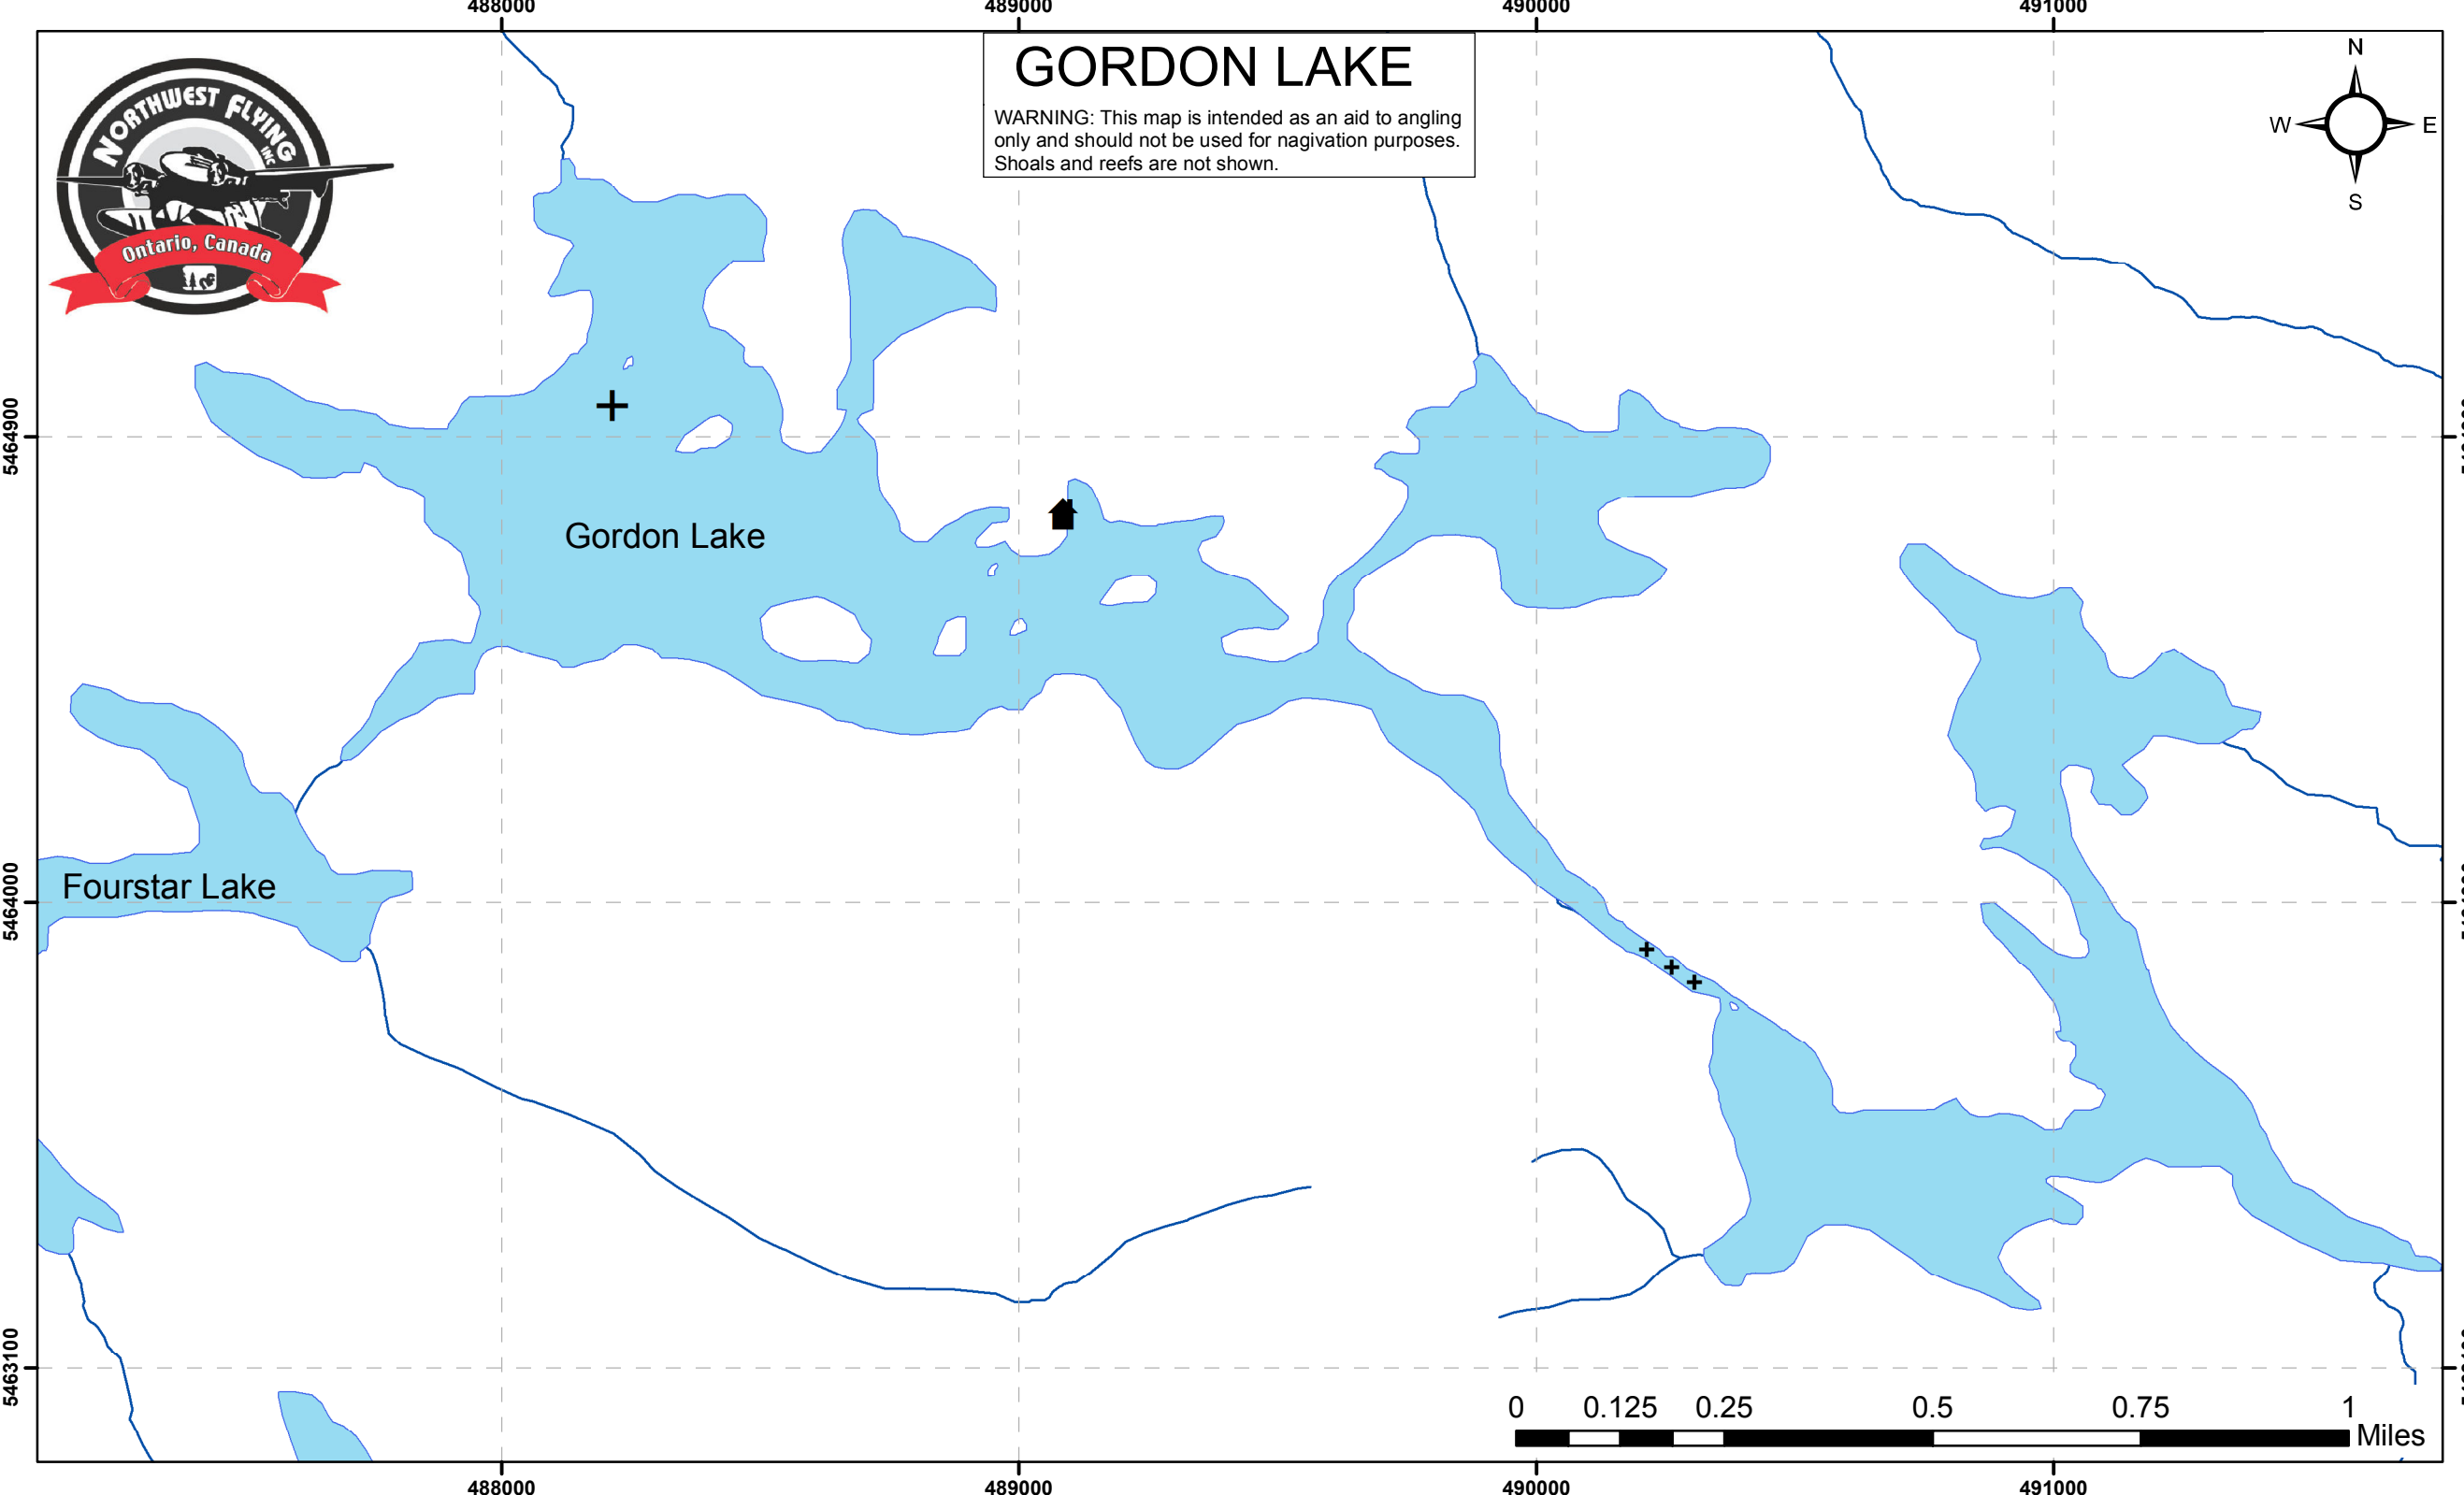 488000 489000 490000 491000
GORDON LAKE
WARNING: This map is intended as an aid to angling
only and should not be used for nagivation purposes.
Shoals and reefs are not shown.
N
W E
S
NORTHWEST FLYING INC
Ontario, Canada
5464900
Gordon Lake
5464000
Fourstar Lake
5463100
0 0.125 0.25 0.5 0.75 1
Miles
488000 489000 490000 491000